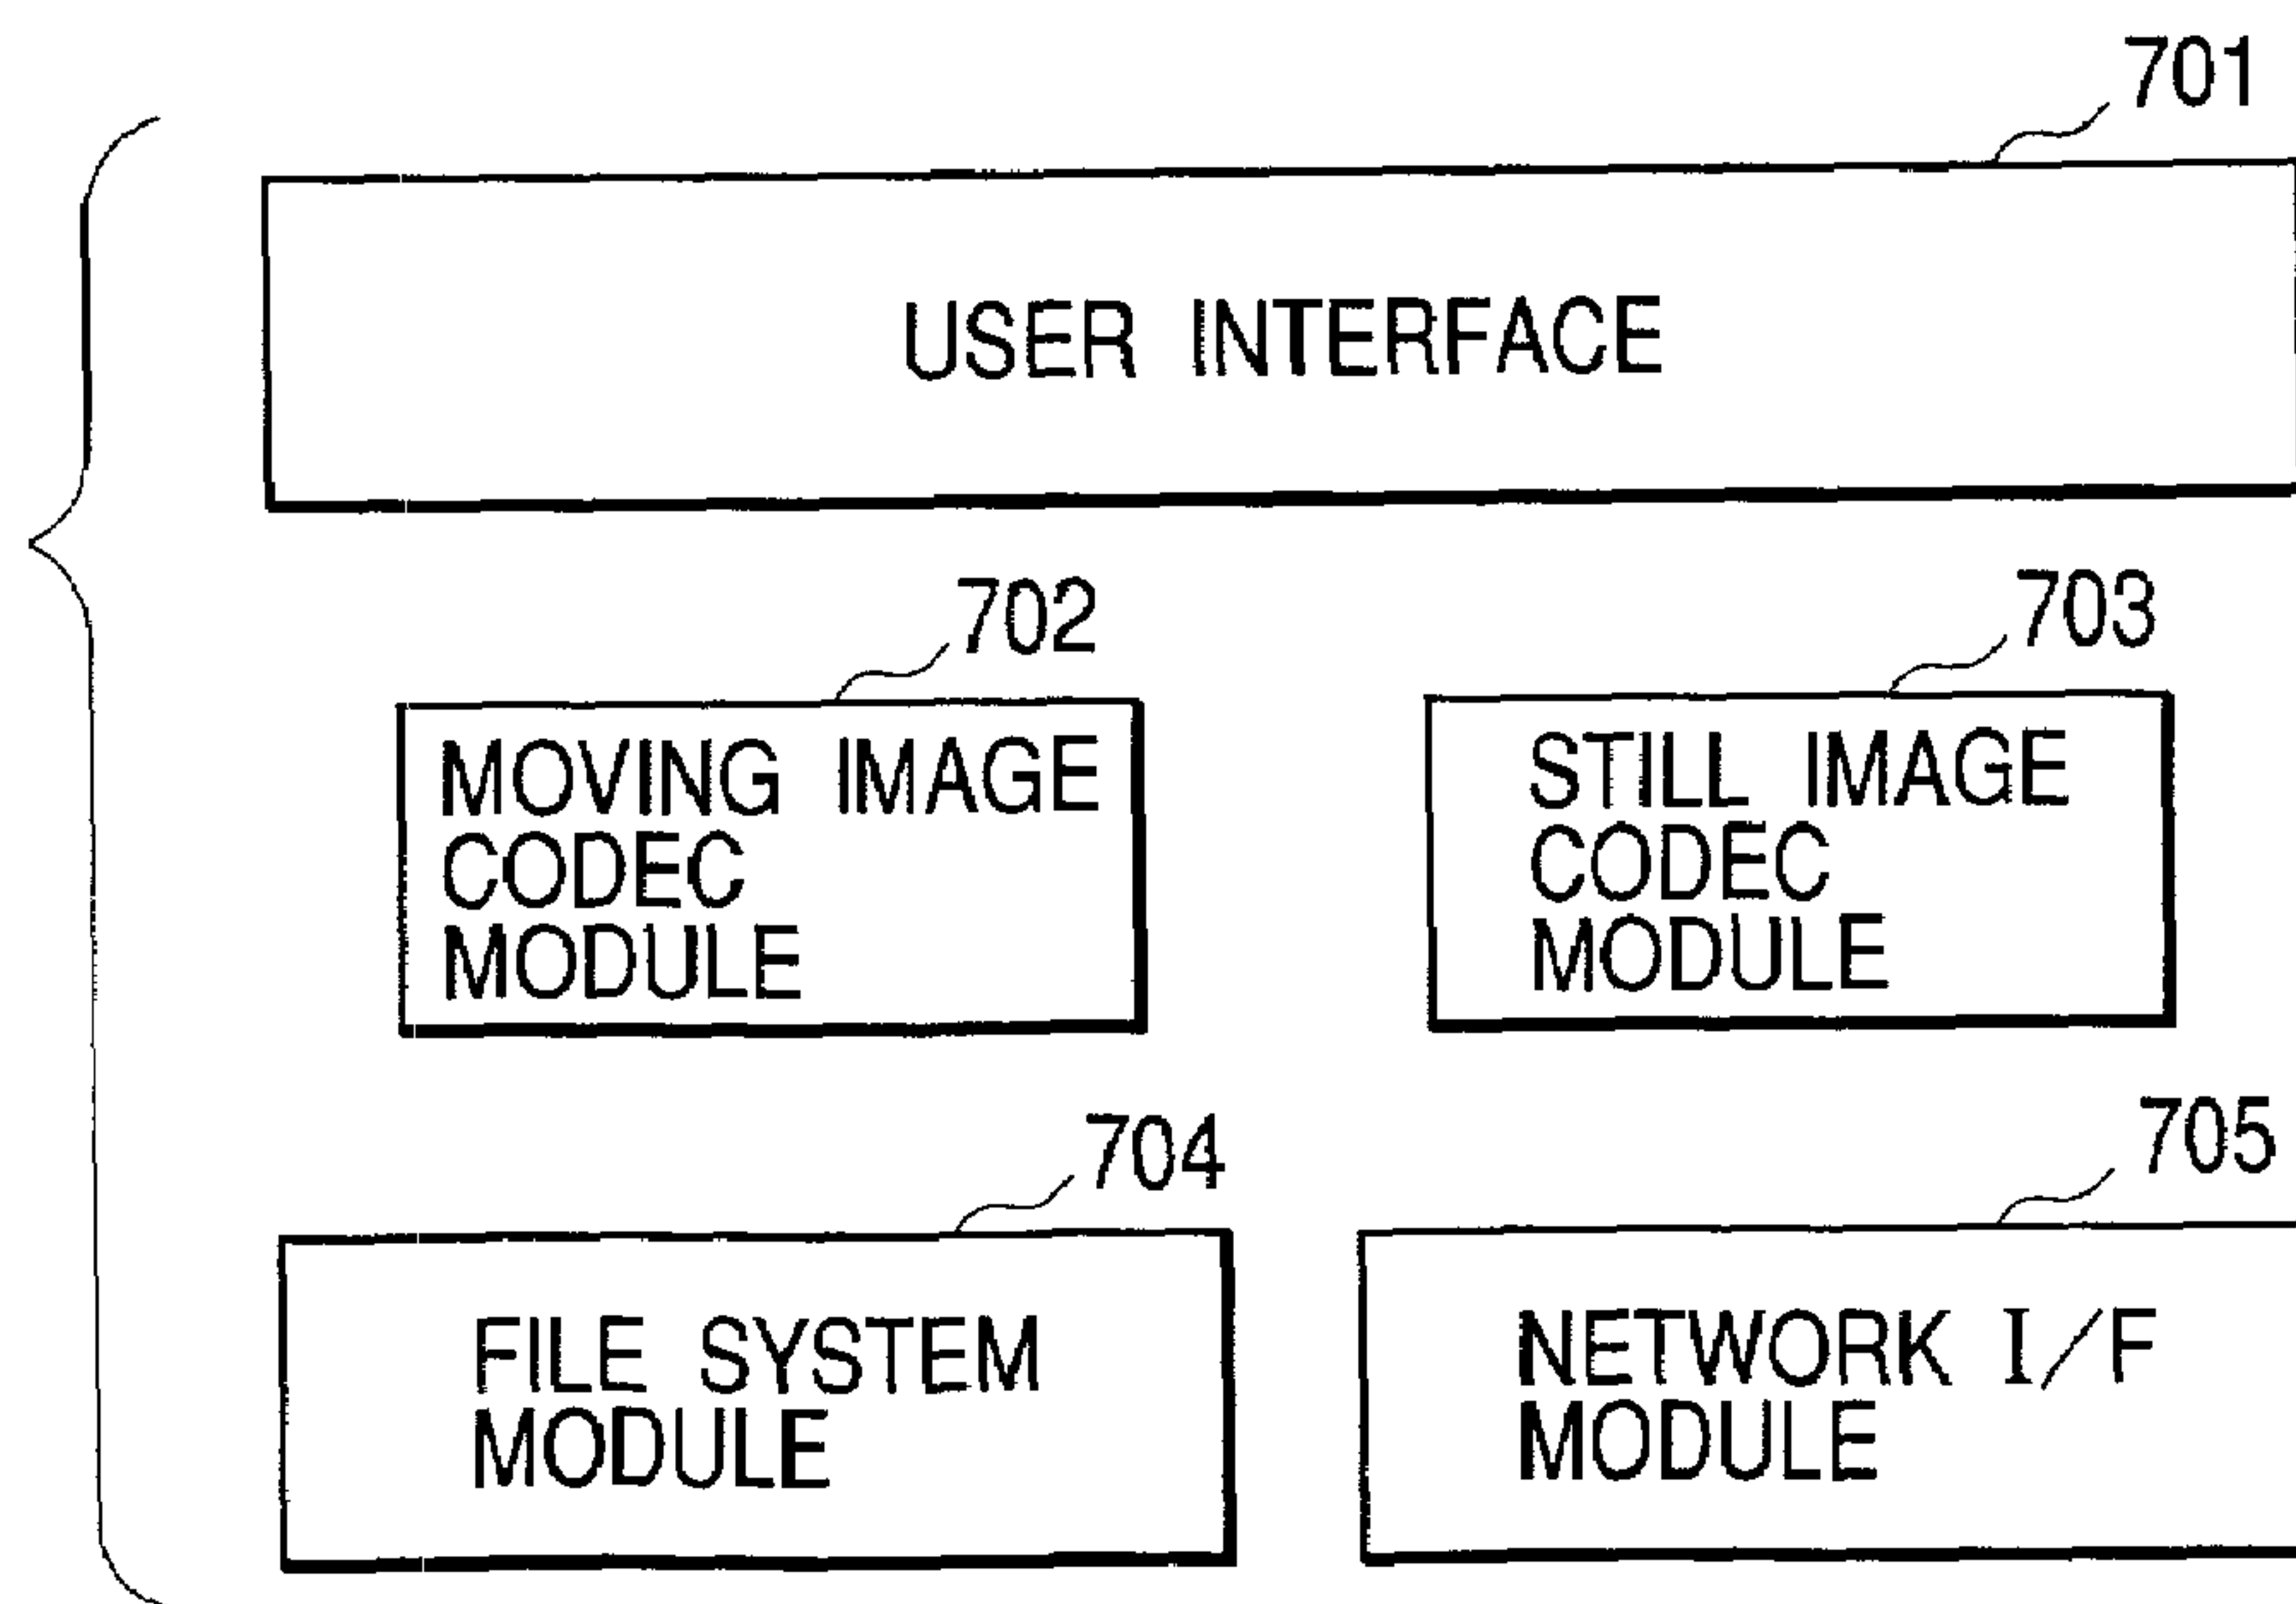 701
USER INTERFACE
702
703
MOVING IMAGE
CODEC
MODULE
STILL IMAGE
CODEC
MODULE
704
705
FILE SYSTEM
MODULE
NETWORK I/F
MODULE